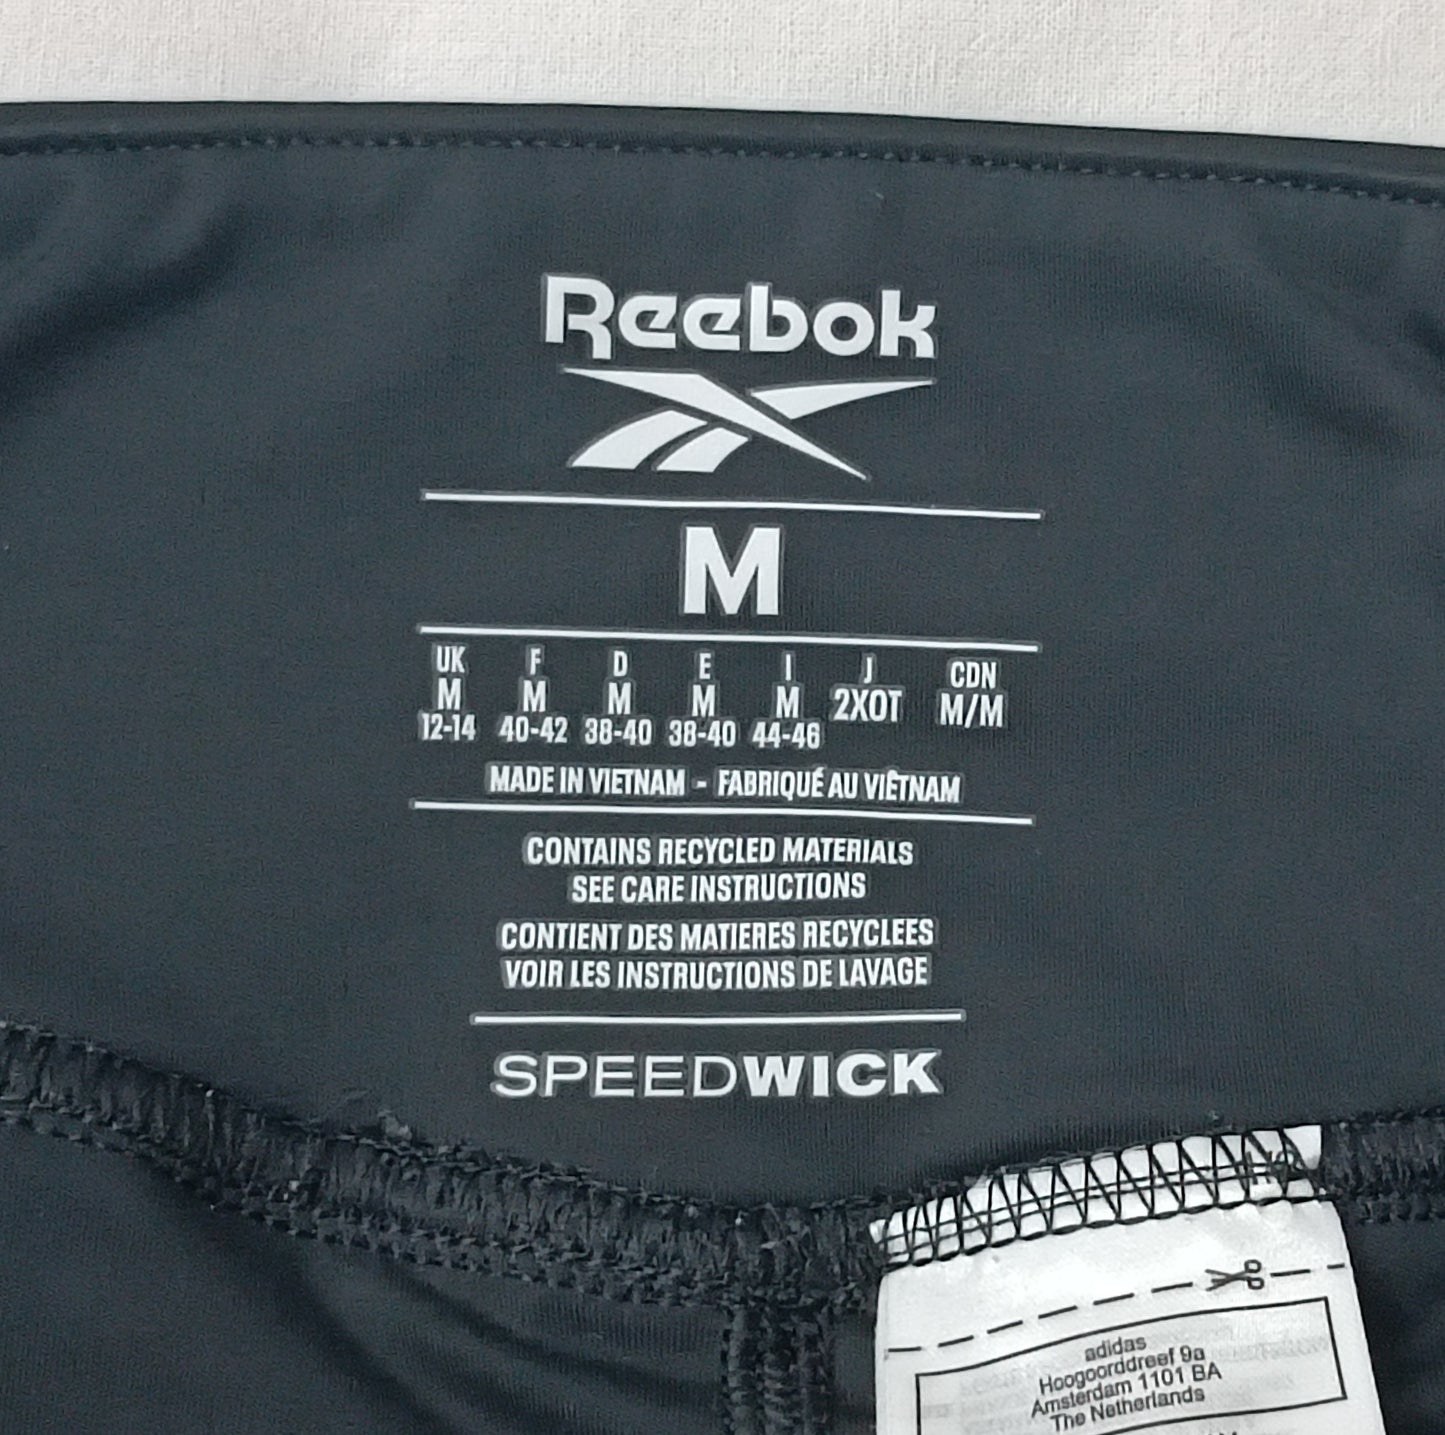 Reebok
M
UK F D E I J CDN
M M M M M 2XOT M/M
12-14 40-42 38-40 38-40 44-46
MADE IN VIETNAM - FABRIQUÉ AU VIÊTNAM
CONTAINS RECYCLED MATERIALS
SEE CARE INSTRUCTIONS
CONTIENT DES MATIERES RECYCLEES
VOIR LES INSTRUCTIONS DE LAVAGE
SPEEDWICK
adidas
Hoogoorddreef 9a
Amsterdam 1101 BA
The Netherlands